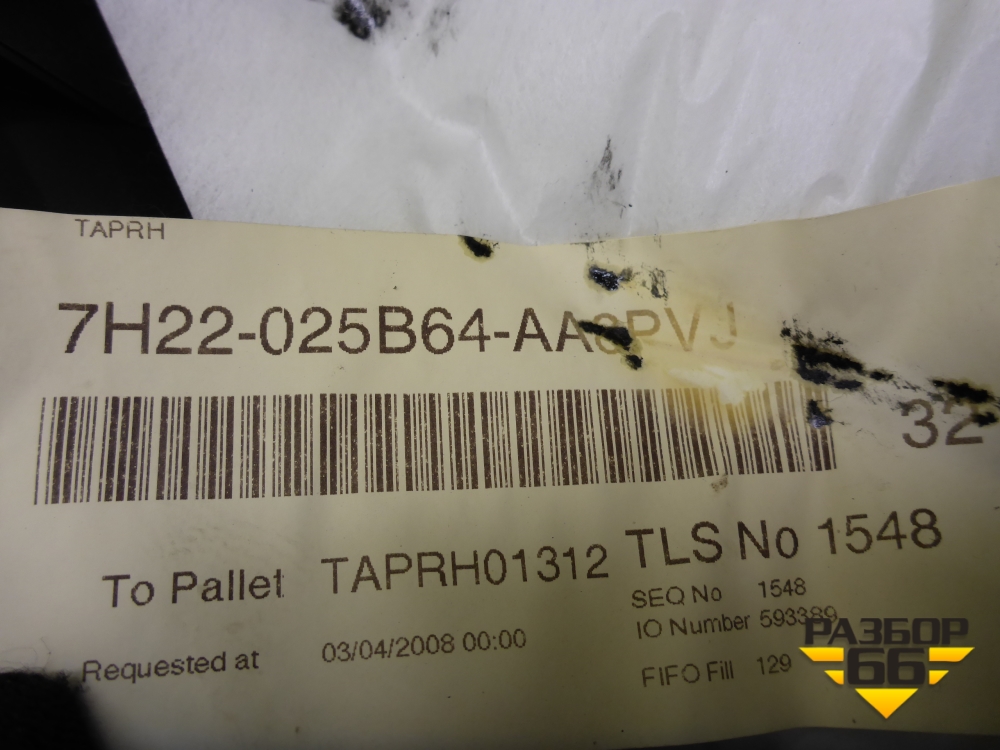 TAPRH
7H22-025B64-AA8PVJ
32
To Pallet TAPRH01312 TLS No 1548
SEQ No 1548
IO Number 593389
Requested at 03/04/2008 00:00
FIFO Fill 129
РАЗБОР
66